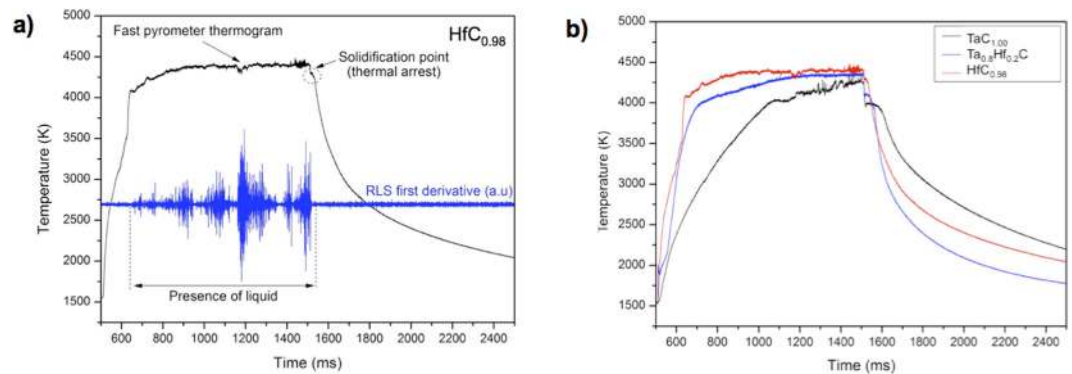 a)
HfC0.98
Fast pyrometer thermogram
Solidification point
(thermal arrest)
RLS first derivative (a.u)
Presence of liquid
Temperature (K)
5000
4500
4000
3500
3000
2500
2000
1500
600 800 1000 1200 1400 1600 1800 2000 2200 2400
Time (ms)
b)
TaC1.00
Ta0.8Hf0.2C
HfC0.98
Temperature (K)
5000
4500
4000
3500
3000
2500
2000
1500
600 800 1000 1200 1400 1600 1800 2000 2200 2400
Time (ms)